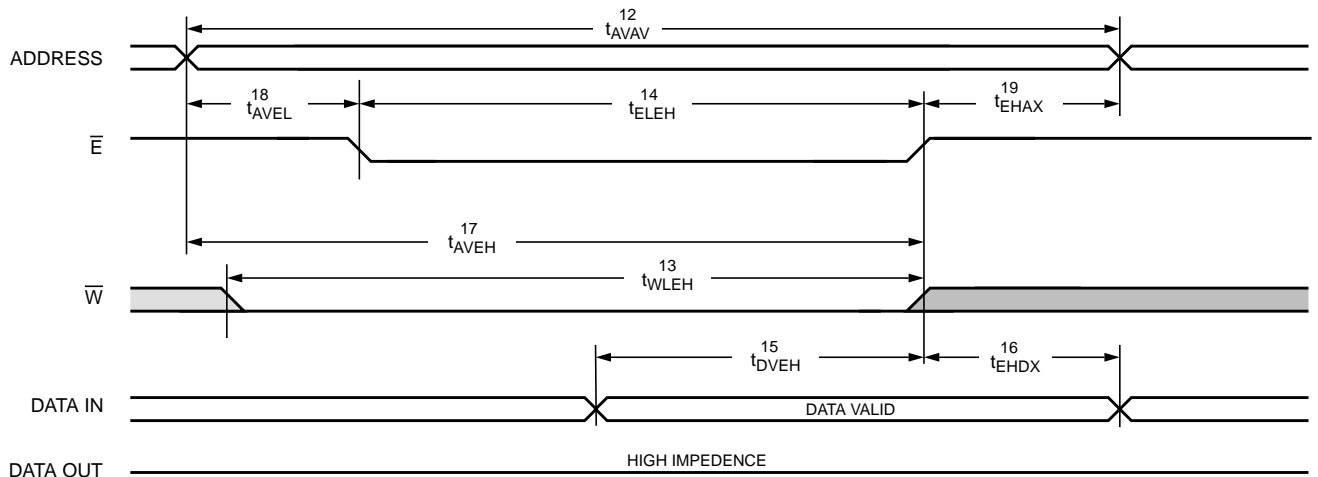 12
tAVAV
ADDRESS
18
tAVEL
14
tELEH
19
tEHAX
E̅
17
tAVEH
13
tWLEH
W̅
15
tDVEH
16
tEHDX
DATA IN
DATA VALID
DATA OUT
HIGH IMPEDENCE